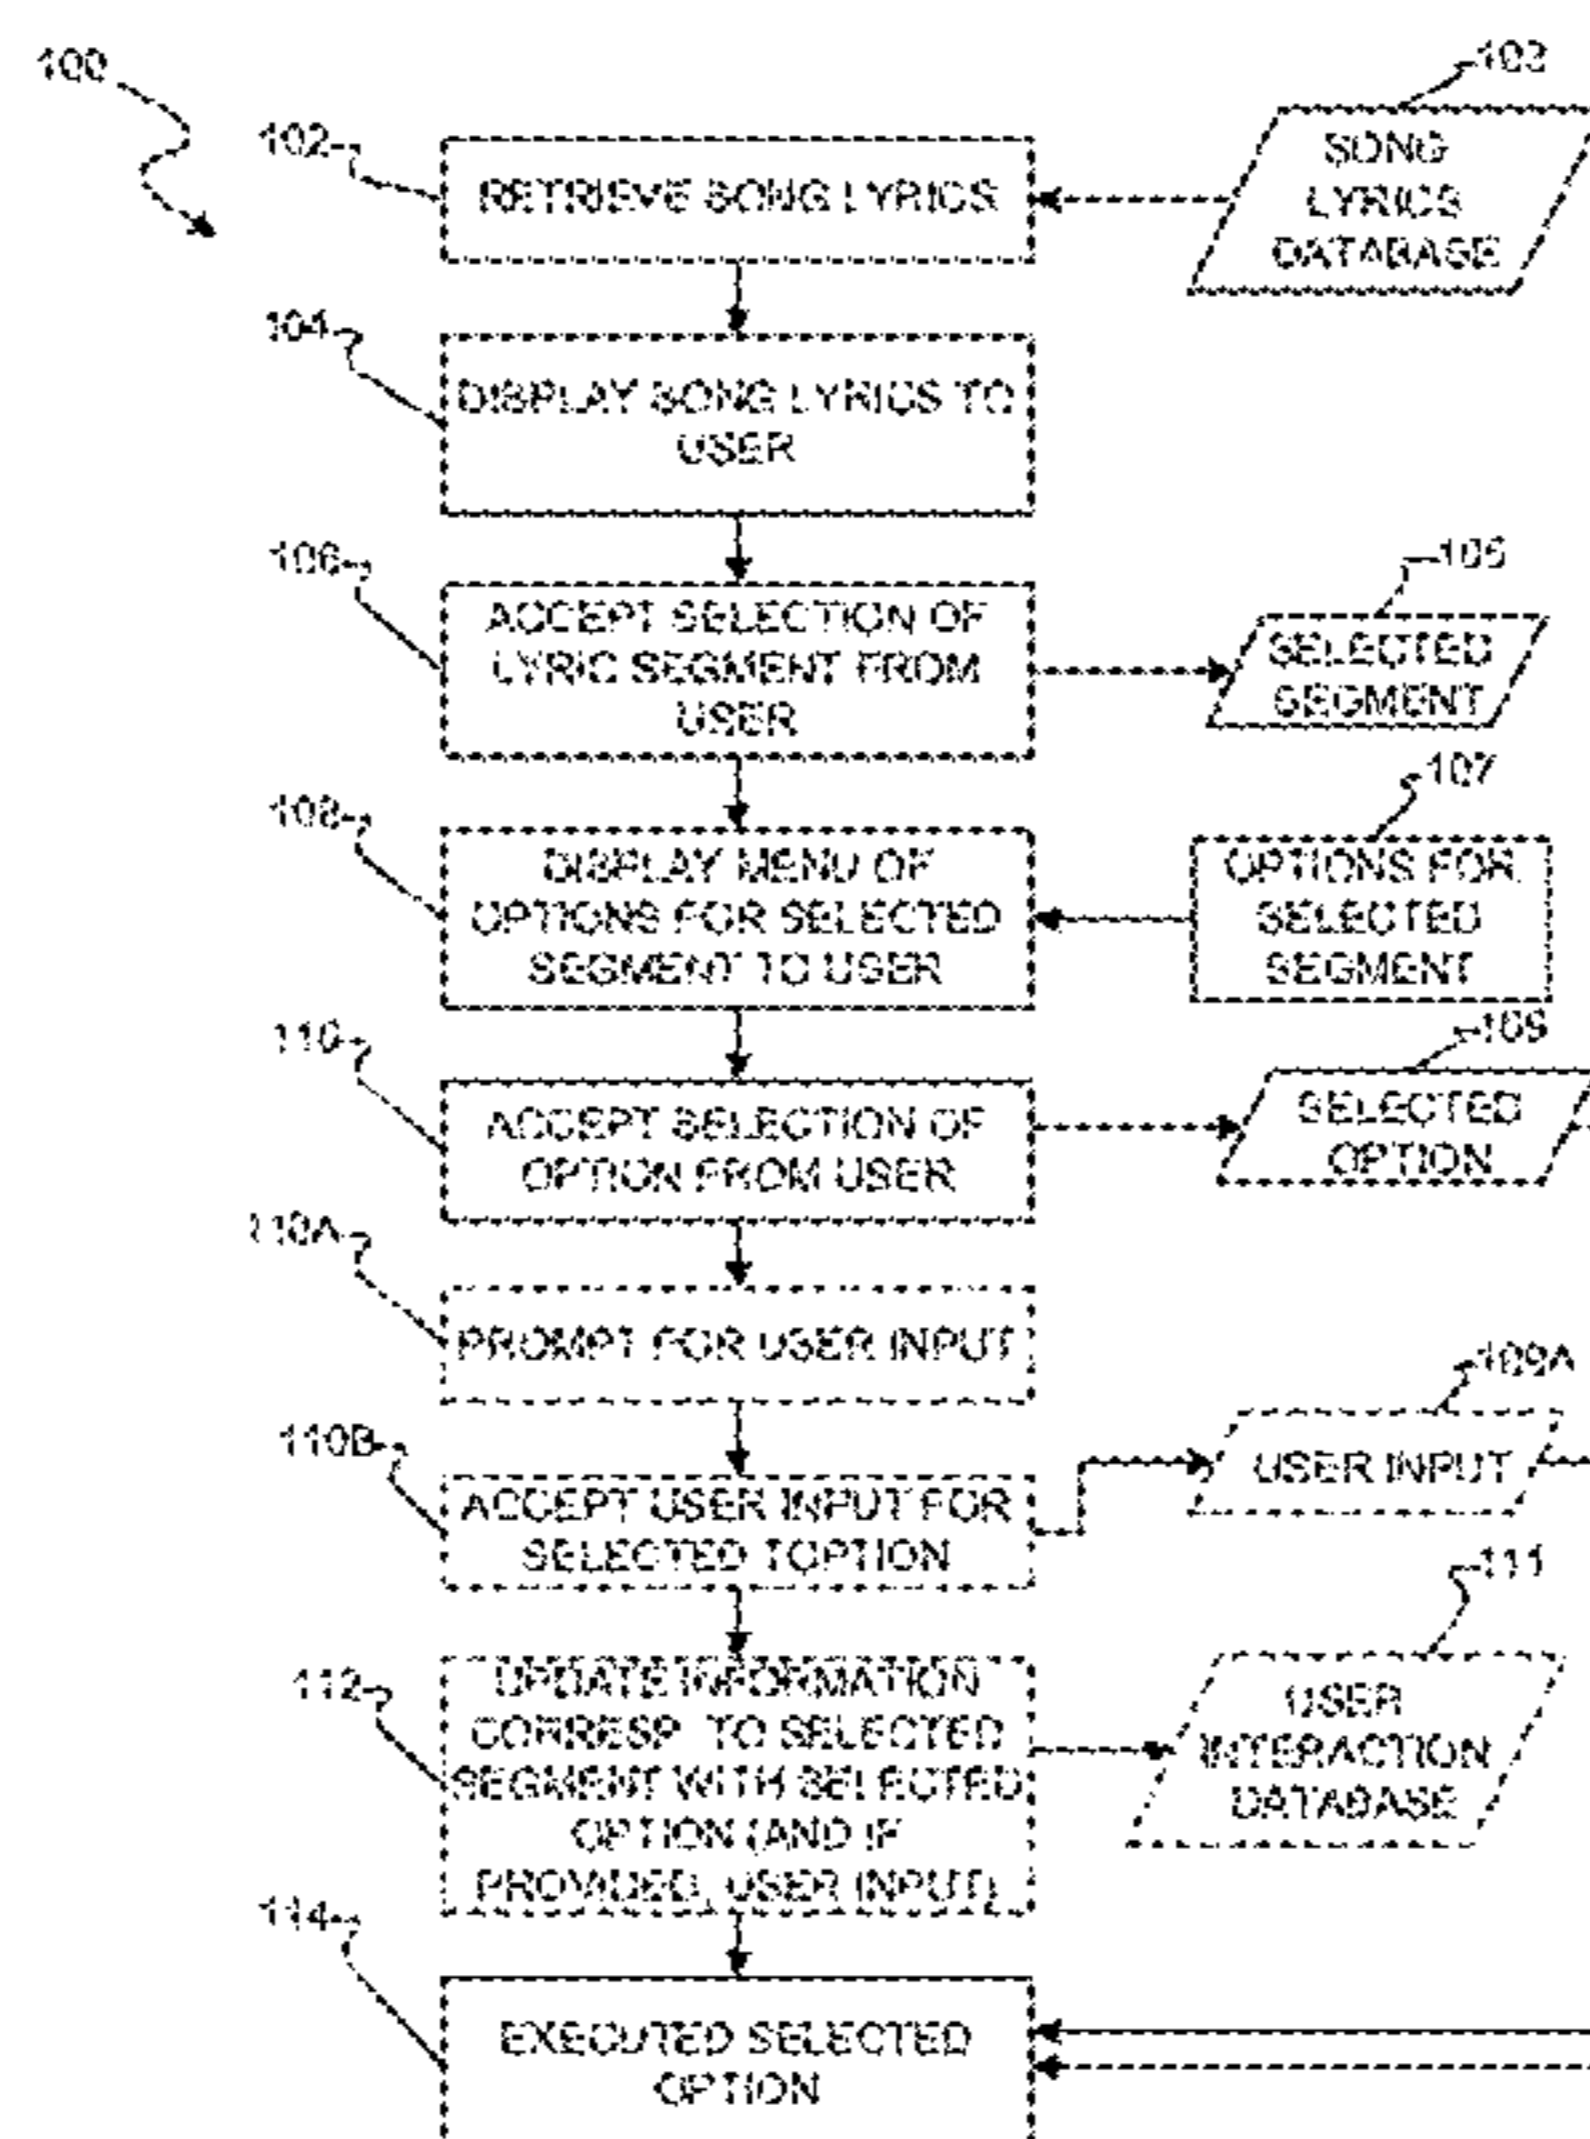 100
102
RETRIEVE SONG LYRICS
103
SONG
LYRICS
DATABASE
104
DISPLAY SONG LYRICS TO
USER
106
ACCEPT SELECTION OF
LYRIC SEGMENT FROM
USER
105
SELECTED
SEGMENT
108
DISPLAY MENU OF
OPTIONS FOR SELECTED
SEGMENT TO USER
107
OPTIONS FOR
SELECTED
SEGMENT
110
ACCEPT SELECTION OF
OPTION FROM USER
109
SELECTED
OPTION
110A
PROMPT FOR USER INPUT
110B
ACCEPT USER INPUT FOR
SELECTED TOPTION
109A
USER INPUT
112
UPDATE INFORMATION
CORRESP. TO SELECTED
SEGMENT WITH SELECTED
OPTION (AND IF
PROVIDED, USER INPUT)
111
USER
INTERACTION
DATABASE
114
EXECUTED SELECTED
OPTION